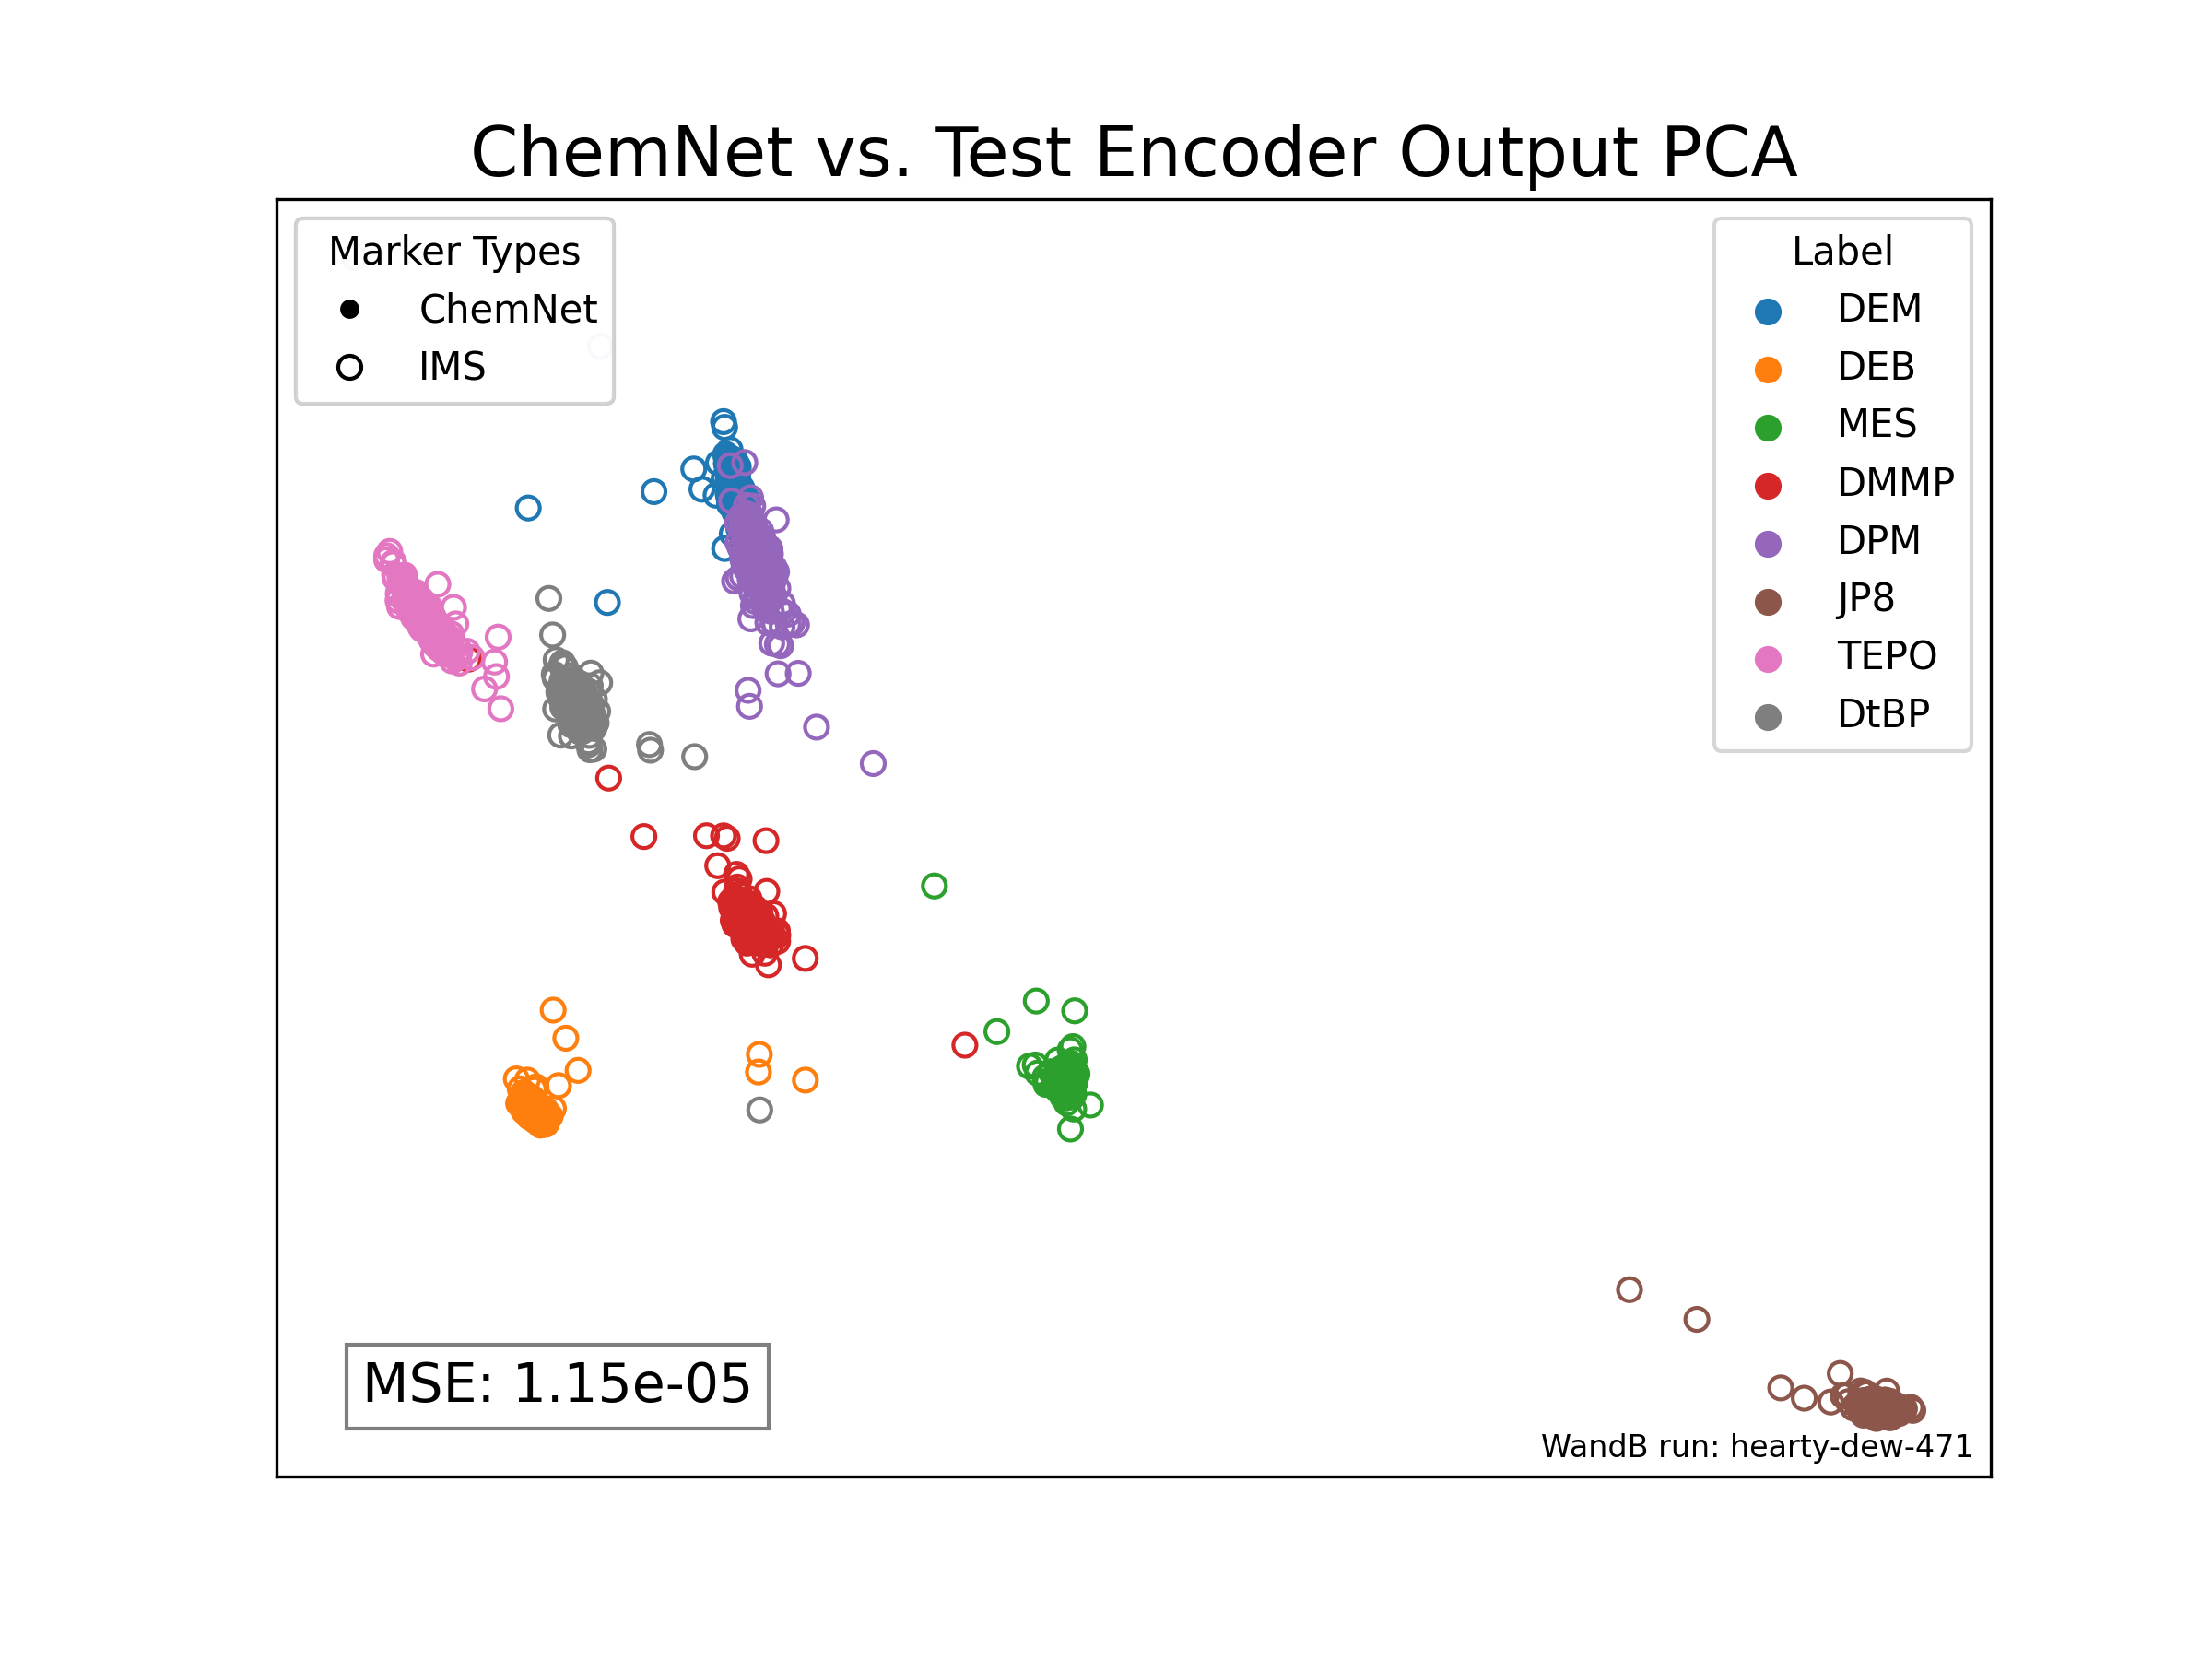 ChemNet vs. Test Encoder Output PCA
Marker Types
ChemNet
IMS
Label
DEM
DEB
MES
DMMP
DPM
JP8
TEPO
DtBP
MSE: 1.15e-05
WandB run: hearty-dew-471